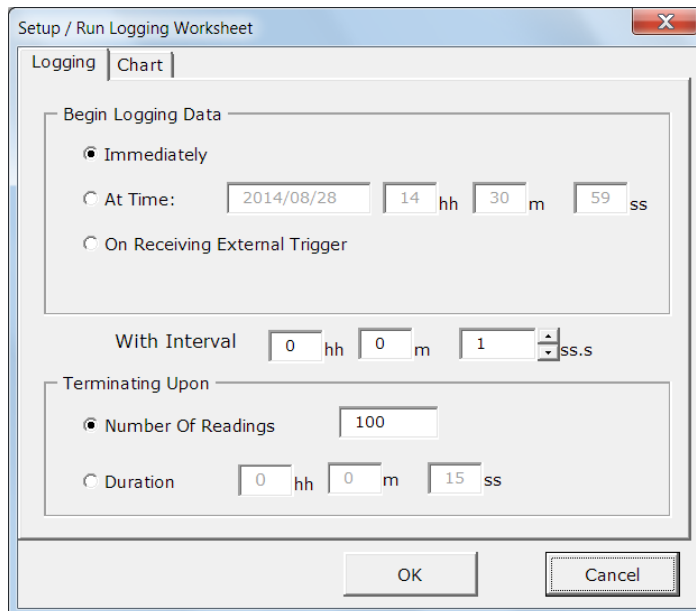 Setup / Run Logging Worksheet
X
Logging Chart
Begin Logging Data
Immediately
At Time: 2014/08/28 14 hh 30 m 59 ss
On Receiving External Trigger
With Interval 0 hh 0 m 1 ss.s
Terminating Upon
Number Of Readings 100
Duration 0 hh 0 m 15 ss
OK Cancel